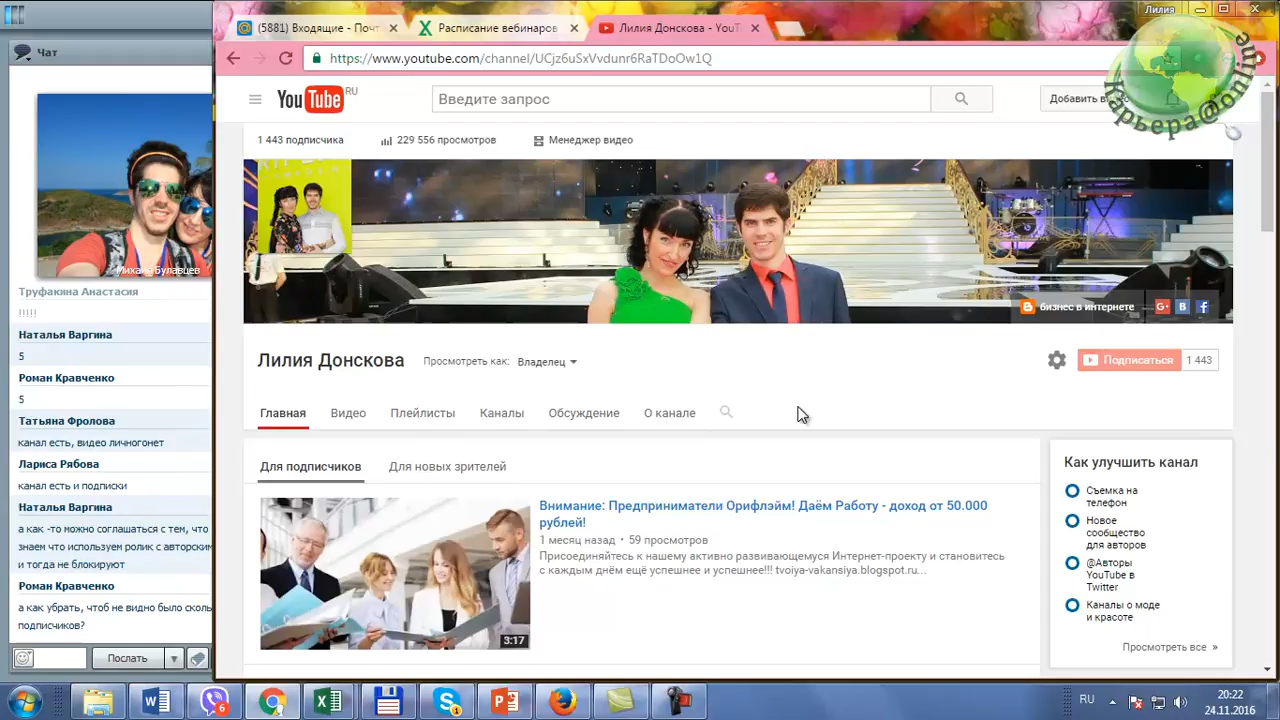 Чат
Михаил Булавцев
Труфакина Анастасия
!!!!!
Наталья Варгина
5
Роман Кравченко
5
Татьяна Фролова
канал есть, видео личногонет
Лариса Рябова
канал есть и подписки
Наталья Варгина
а как -то можно соглашаться с тем, что
знаем что используем ролик с авторским
и тогда не блокируют
Роман Кравченко
а как убрать, чтоб не видно было сколь
подписчиков?
Послать
Лилия
(5881) Входящие - Почт
Расписание вебинаров
Лилия Донскова - YouT
https://www.youtube.com/channel/UCjz6uSxVvdunr6RaTDoOw1Q
YouTube RU
Введите запрос
Добавить в
Карьера@online
1 443 подписчика
229 556 просмотров
Менеджер видео
бизнес в интернете
G+ B f
Лилия Донскова
Просмотреть как: Владелец
Подписаться 1 443
Главная
Видео
Плейлисты
Каналы
Обсуждение
О канале
Для подписчиков
Для новых зрителей
Внимание: Предприниматели Орифлэйм! Даём Работу - доход от 50.000
рублей!
1 месяц назад • 59 просмотров
Присоединяйтесь к нашему активно развивающемуся Интернет-проекту и становитесь
с каждым днём ещё успешнее и успешнее!!! tvoiya-vakansiya.blogspot.ru...
3:17
Как улучшить канал
Съемка на
телефон
Новое
сообщество
для авторов
@Авторы
YouTube в
Twitter
Каналы о моде
и красоте
Просмотреть все »
6
1
RU
20:22
24.11.2016